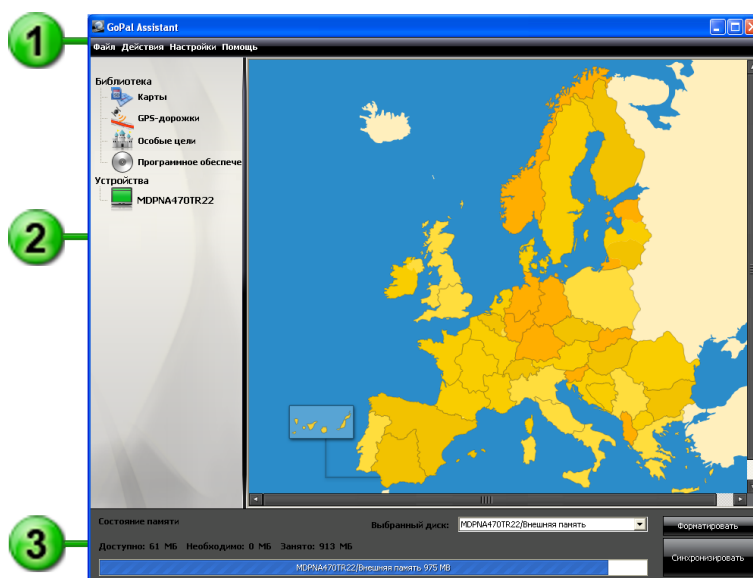 GoPal Assistant
1
Файл Действия Настройки Помощь
Библиотека
Карты
GPS-дорожки
Особые цели
Программное обеспече
Устройства
MDPNA470TR22
2
Состояние памяти
Выбранный диск: MDPNA470TR22/Внешняя память
Форматировать
3
Доступно: 61 МБ Необходимо: 0 МБ Занято: 913 МБ
Синхронизировать
MDPNA470TR22/Внешняя память 975 MB